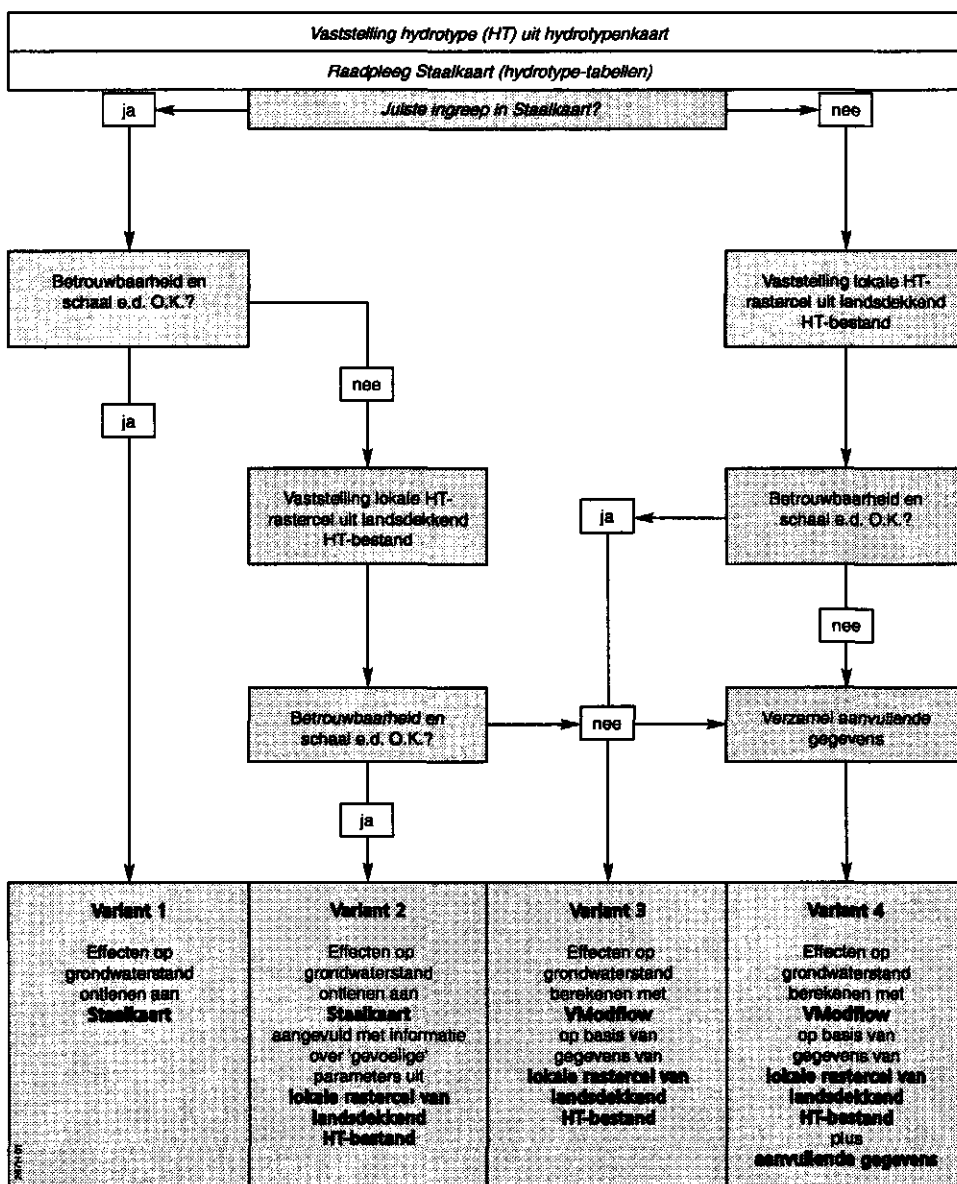 Vaststelling hydrotype (HT) uit hydrotypenkaart
Raadpleeg Staalkaart (hydrotype-tabellen)
ja
Juiste ingreep in Staalkaart?
nee
Betrouwbaarheid en
schaal e.d. O.K.?
Vaststelling lokale HT-
rastercel uit landsdekkend
HT-bestand
nee
ja
Vaststelling lokale HT-
rastercel uit landsdekkend
HT-bestand
ja
Betrouwbaarheid en
schaal e.d. O.K.?
nee
Betrouwbaarheid en
schaal e.d. O.K.?
nee
Verzamel aanvullende
gegevens
ja
Variant 1
Effecten op
grondwaterstand
ontlenen aan
Staalkaart
Variant 2
Effecten op
grondwaterstand
ontlenen aan
Staalkaart
aangevuld met informatie
over 'gevoelige'
parameters uit
lokale rastercel van
landsdekkend
HT-bestand
Variant 3
Effecten op
grondwaterstand
berekenen met
VModflow
op basis van
gegevens van
lokale rastercel van
landsdekkend
HT-bestand
Variant 4
Effecten op
grondwaterstand
berekenen met
VModflow
op basis van
gegevens van
lokale rastercel van
landsdekkend
HT-bestand
plus
aanvullende gegevens